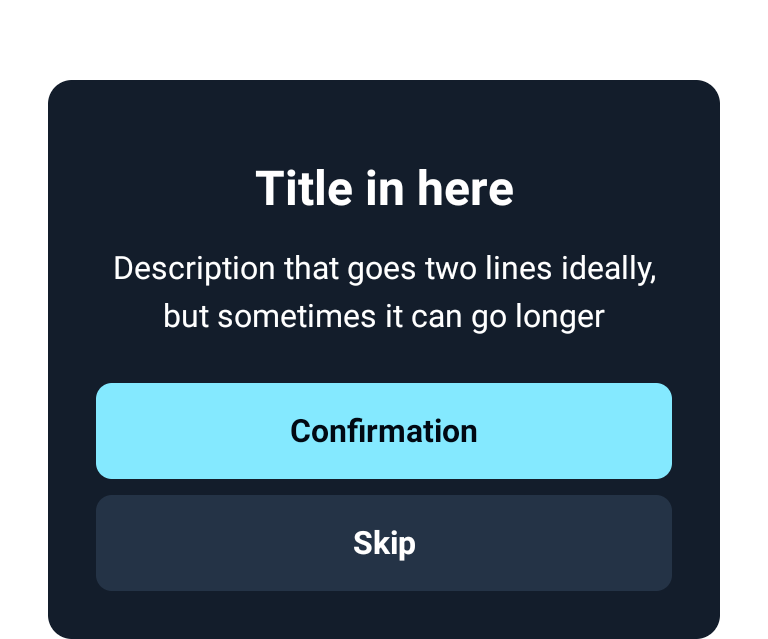 Title in here
Description that goes two lines ideally,
but sometimes it can go longer
Confirmation
Skip